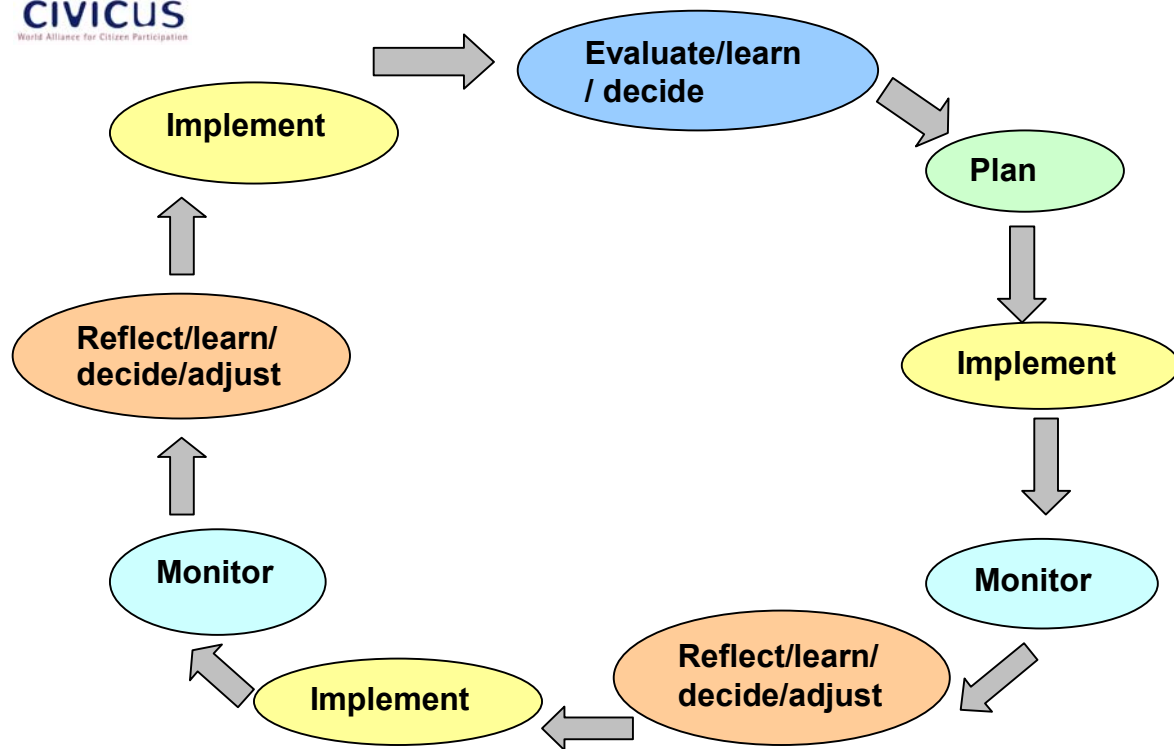 CIVICUS
World Alliance for Citizen Participation
Evaluate/learn
/ decide
Implement
Plan
Reflect/learn/
decide/adjust
Implement
Monitor
Monitor
Reflect/learn/
decide/adjust
Implement